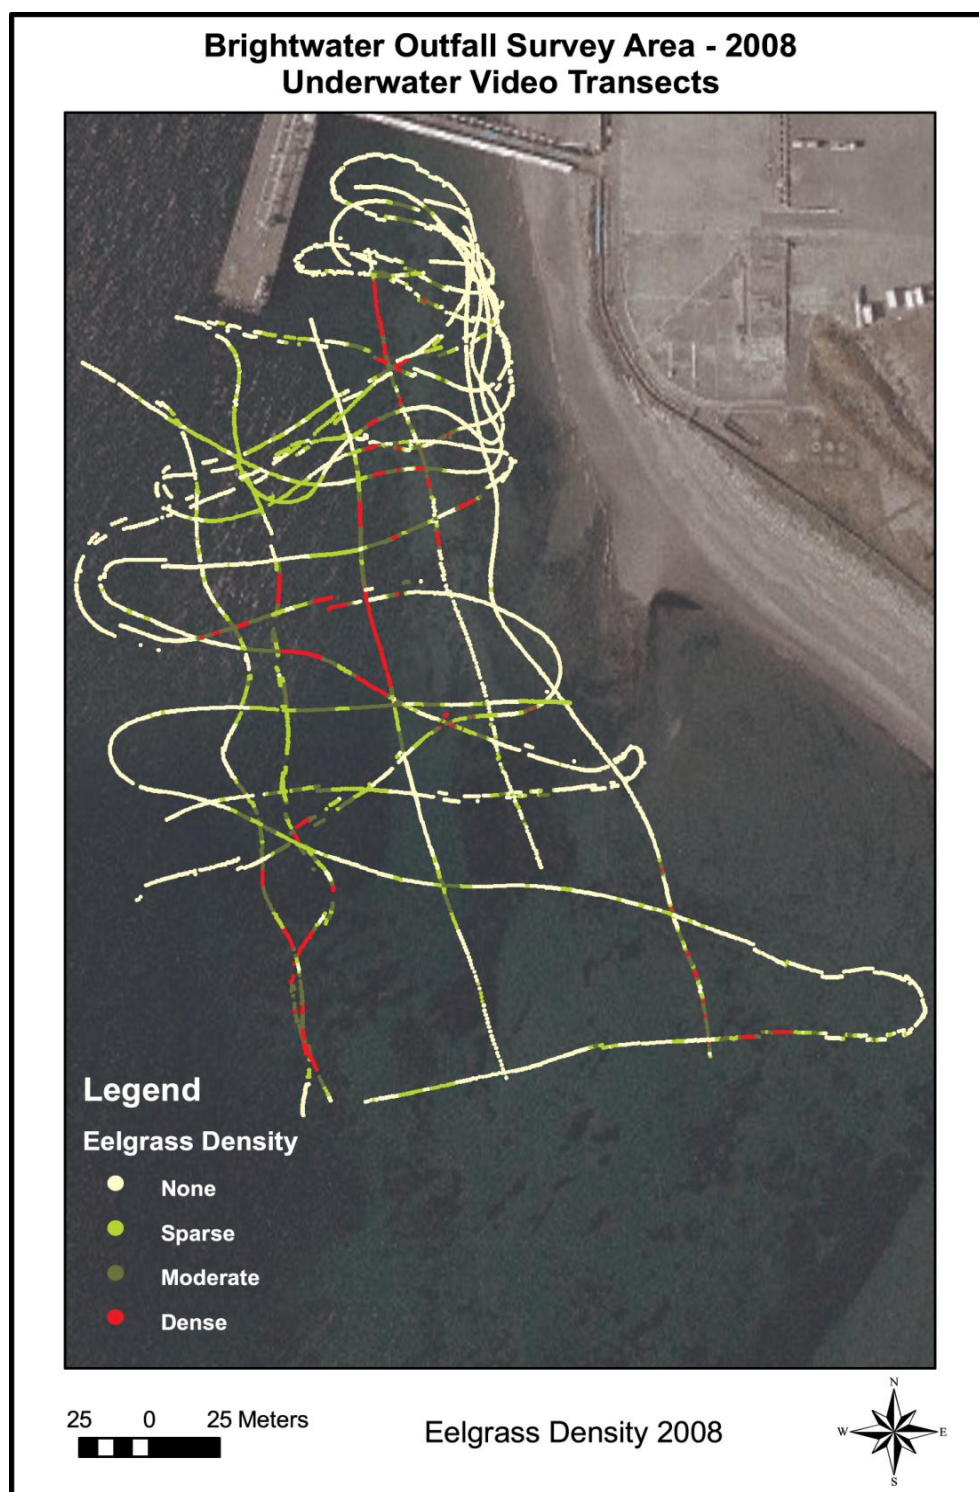 Brightwater Outfall Survey Area - 2008
Underwater Video Transects
Legend
Eelgrass Density
None
Sparse
Moderate
Dense
25 0 25 Meters
Eelgrass Density 2008
N
W E
S